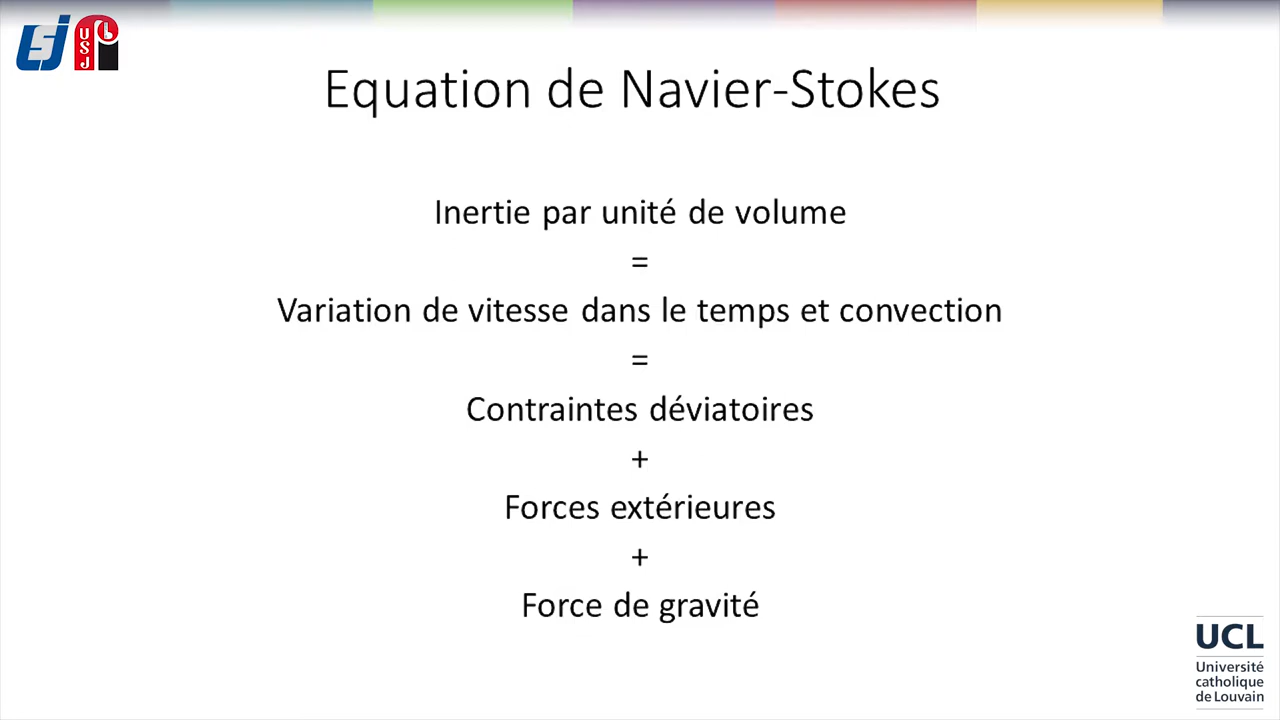 USJ
Equation de Navier-Stokes
Inertie par unité de volume
=
Variation de vitesse dans le temps et convection
=
Contraintes déviatoires
+
Forces extérieures
+
Force de gravité
UCL
Université
catholique
de Louvain